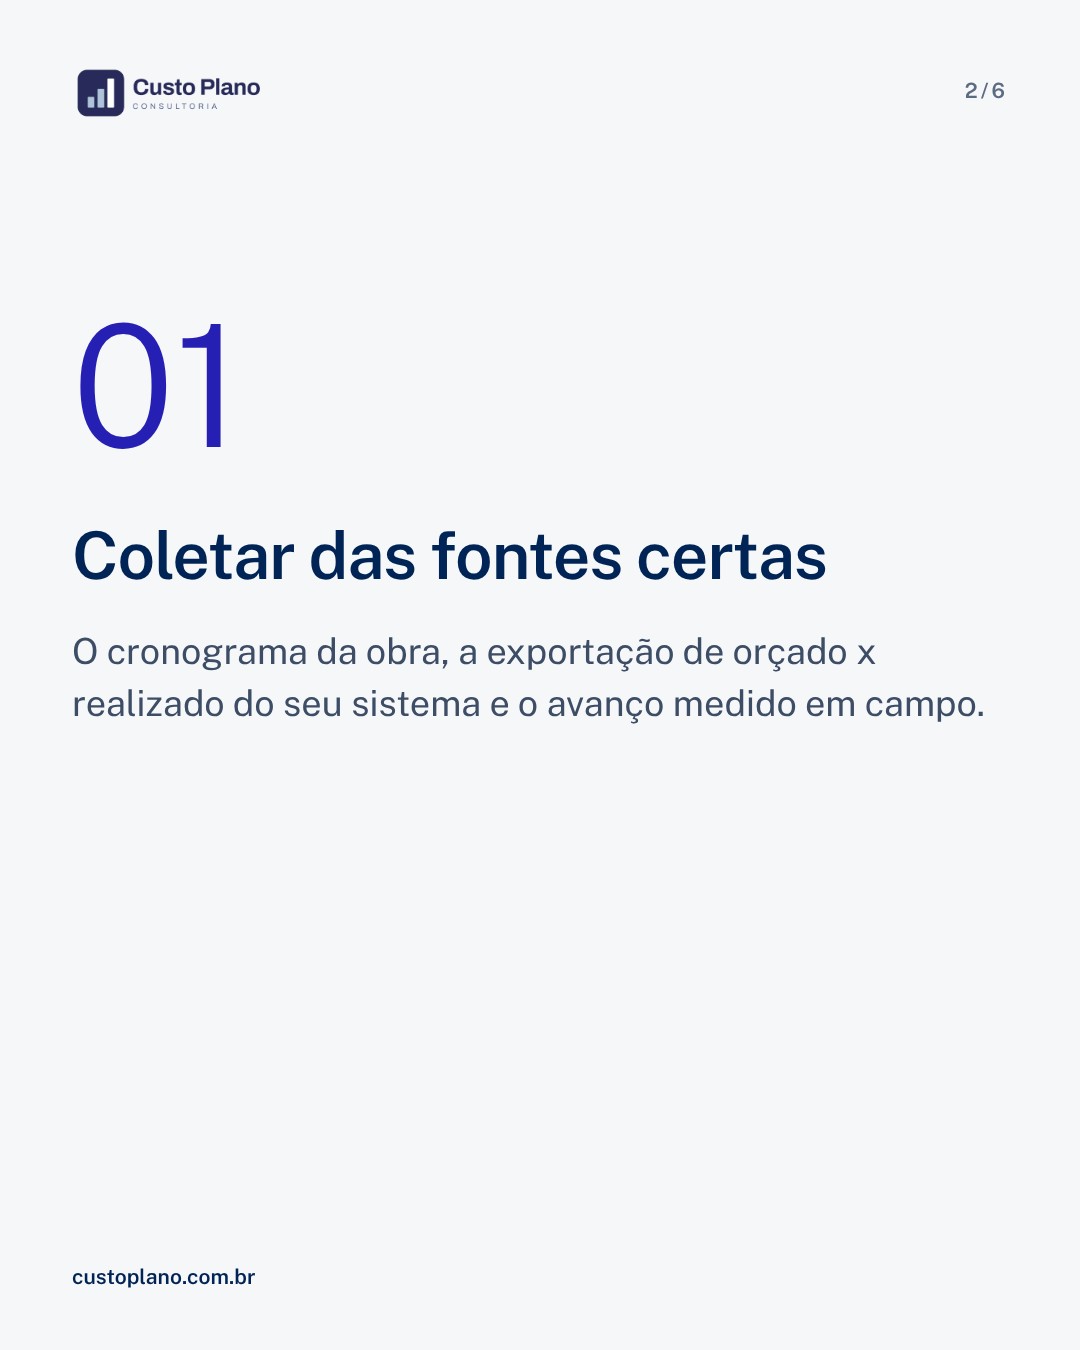 Custo Plano
CONSULTORIA
2/6
01
Coletar das fontes certas
O cronograma da obra, a exportação de orçado x
realizado do seu sistema e o avanço medido em campo.
custoplano.com.br